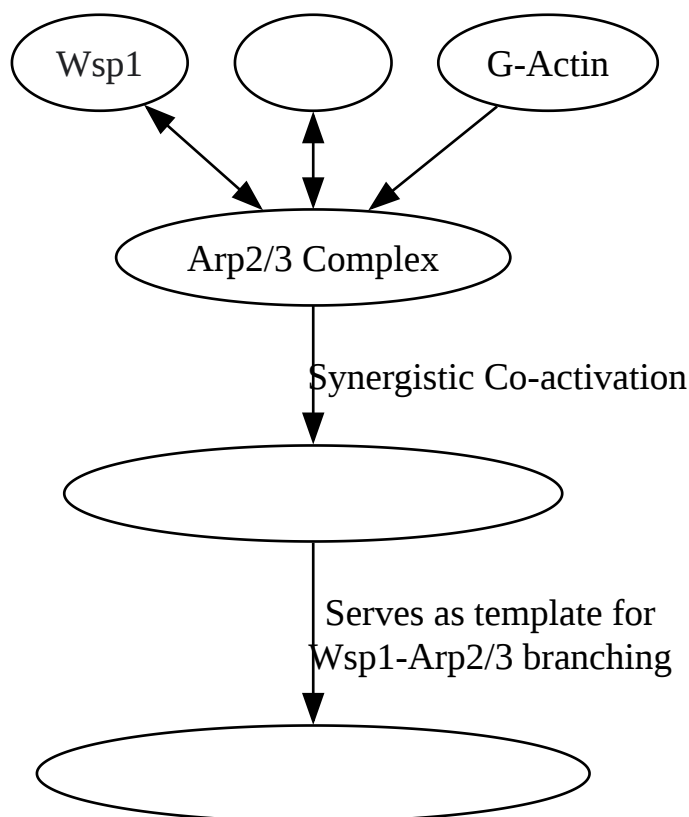 Wsp1
G-Actin
Arp2/3 Complex
Synergistic Co-activation
Serves as template for
Wsp1-Arp2/3 branching